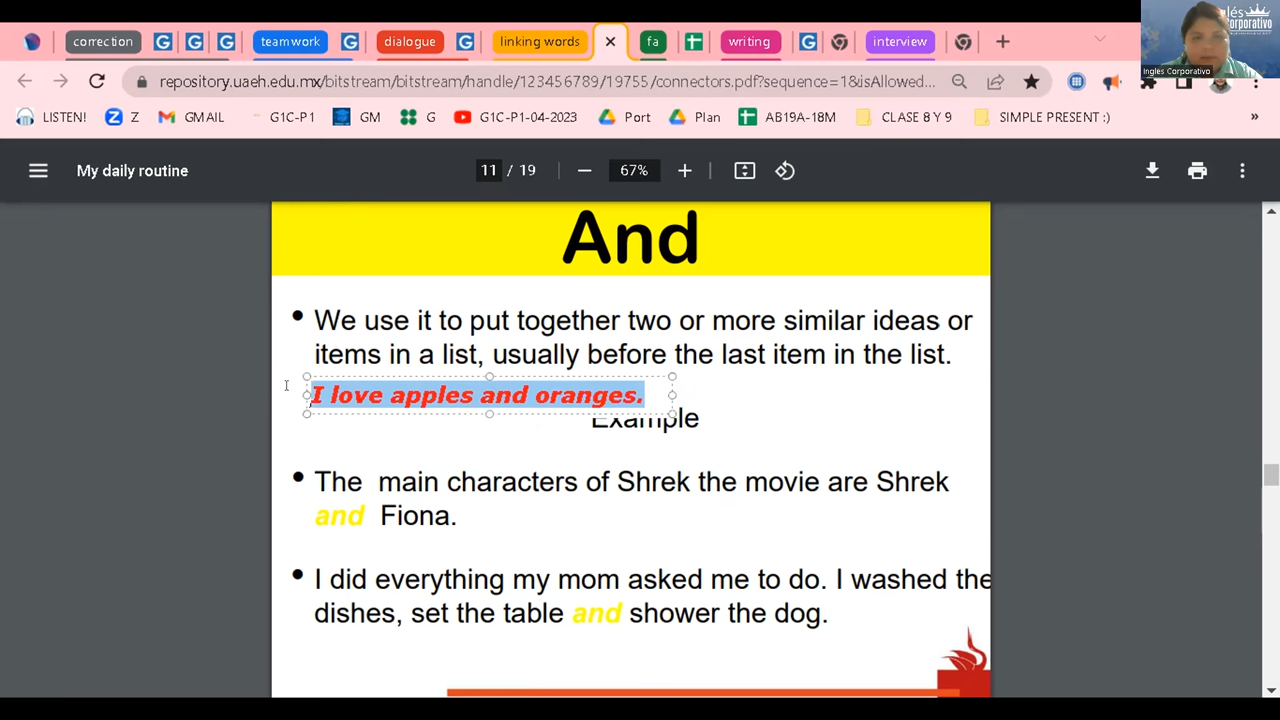 lés
Corporativo
Ingles Corporativo
correction
teamwork
dialogue
linking words
fa
writing
interview
repository.uaeh.edu.mx/bitstream/bitstream/handle/123456789/19755/connectors.pdf?sequence=1&isAllowed...
LISTEN!
Z
GMAIL
G1C-P1
GM
G
G1C-P1-04-2023
Port
Plan
AB19A-18M
CLASE 8 Y 9
SIMPLE PRESENT :)
»
My daily routine
11 / 19
67%
And
• We use it to put together two or more similar ideas or
items in a list, usually before the last item in the list.
I love apples and oranges.
Example
• The main characters of Shrek the movie are Shrek
and Fiona.
• I did everything my mom asked me to do. I washed the
dishes, set the table and shower the dog.